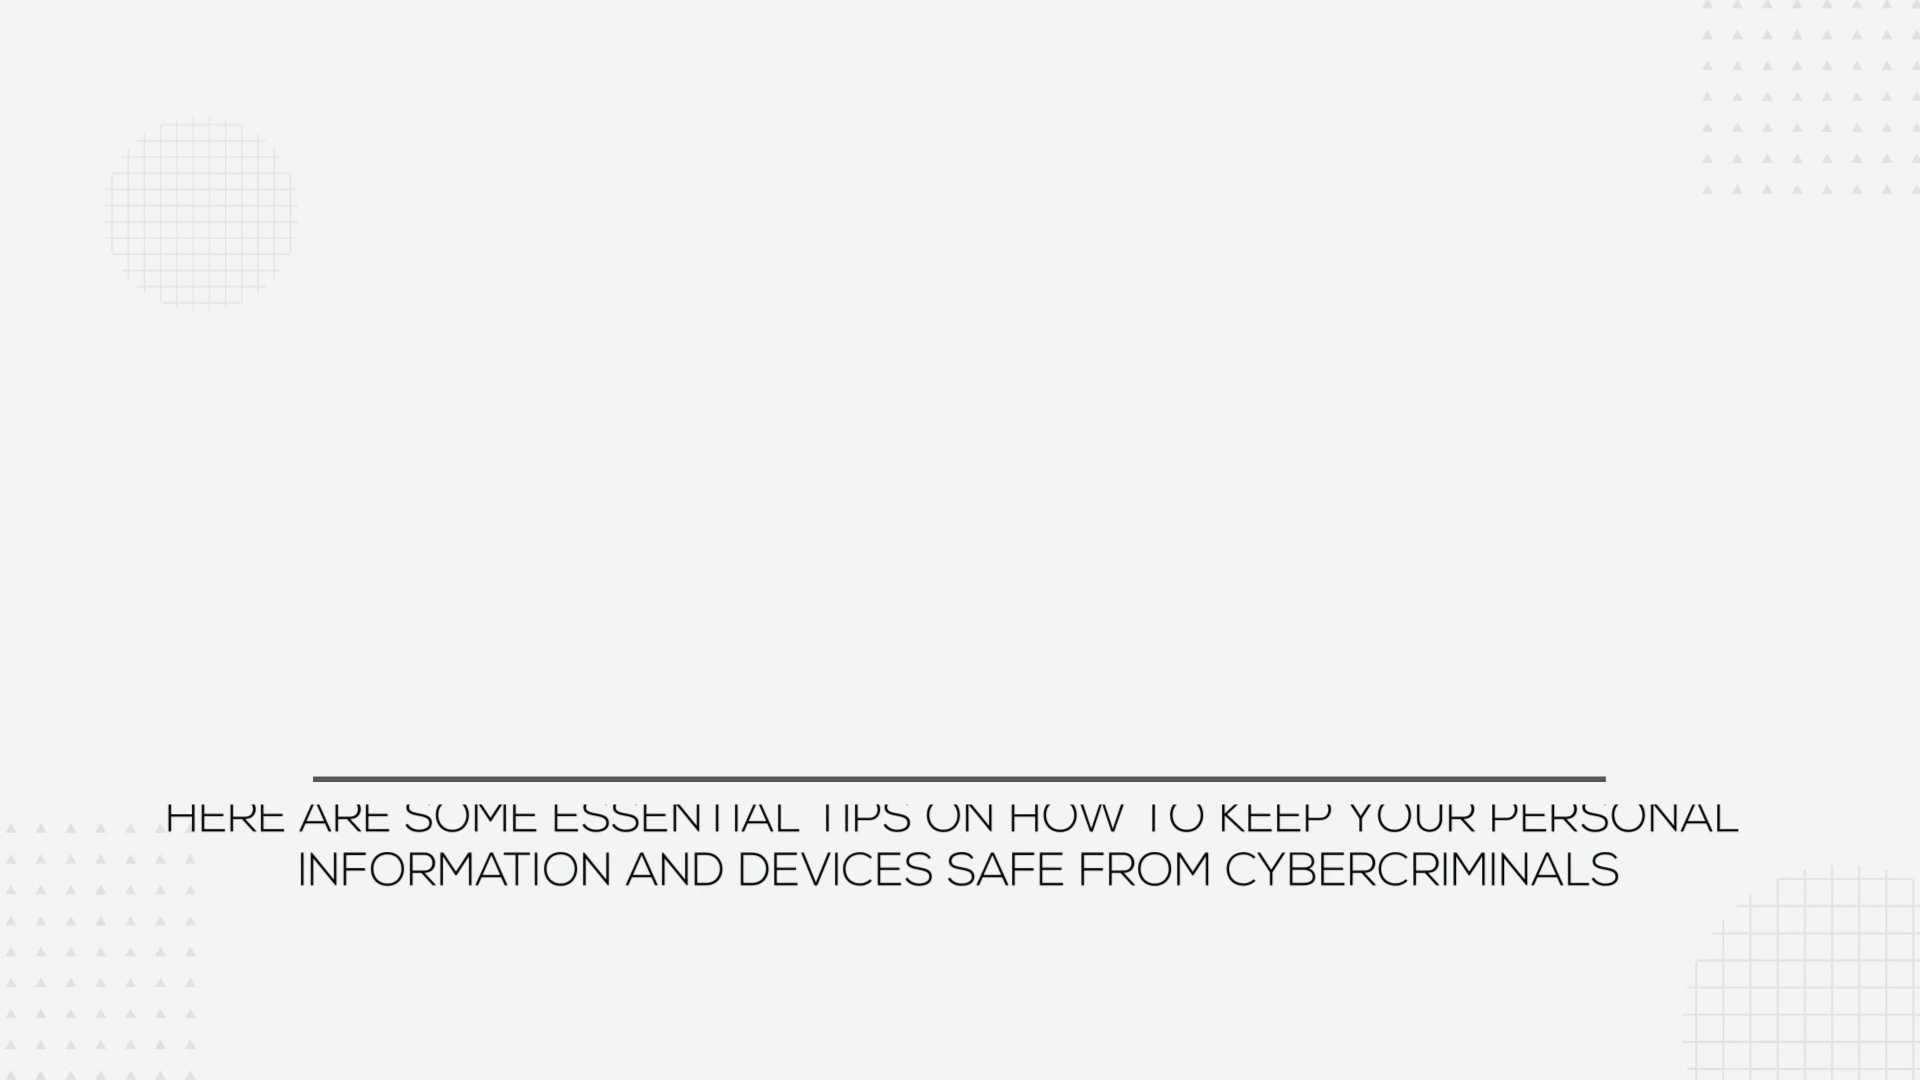 HERE ARE SOME ESSENTIAL TIPS ON HOW TO KEEP YOUR PERSONAL
INFORMATION AND DEVICES SAFE FROM CYBERCRIMINALS